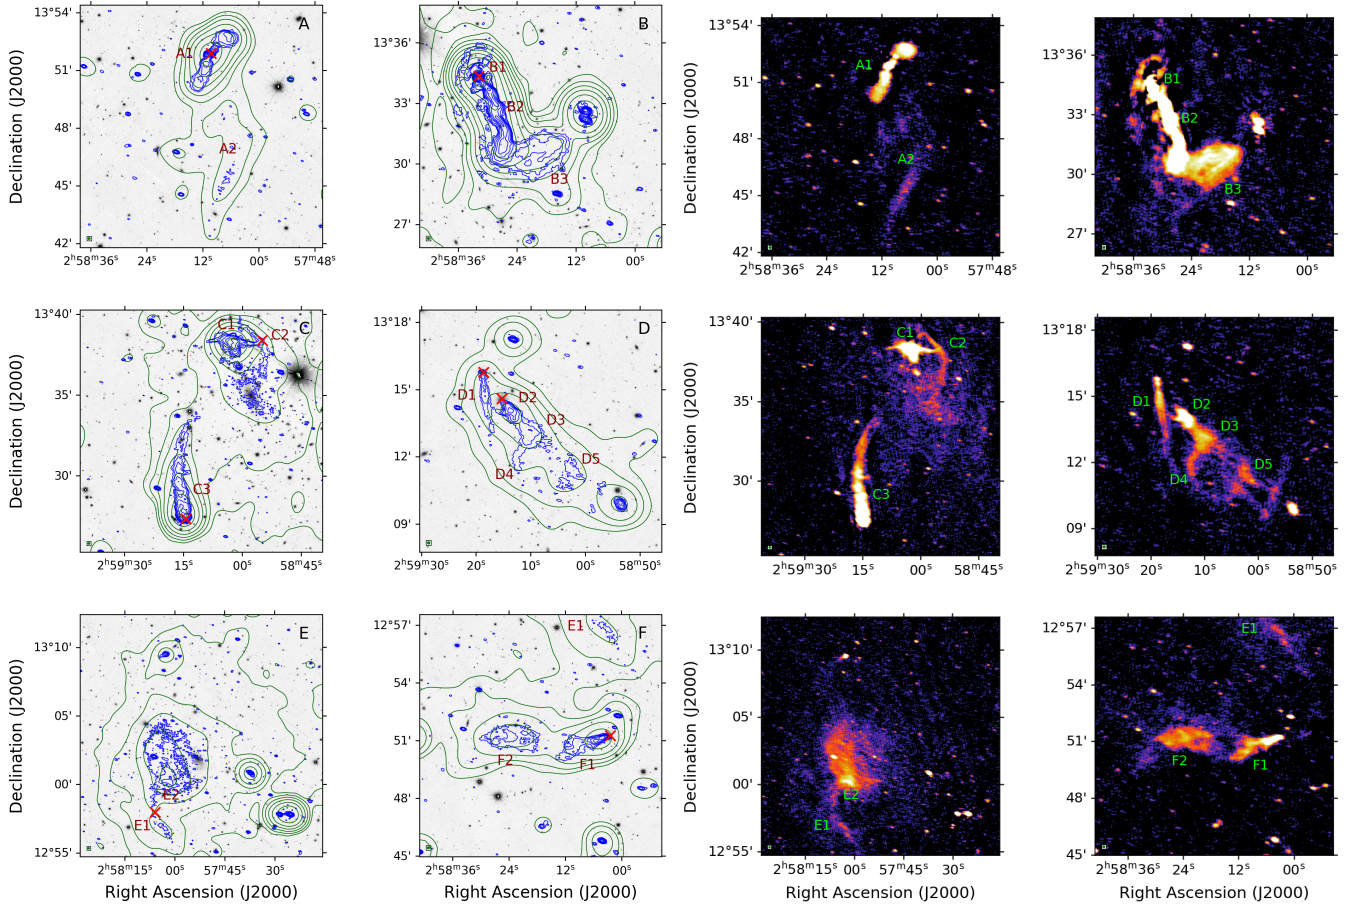 A
A1
A2
13°54'
51'
48'
45'
42'
2ʰ58ᵐ36ˢ 24ˢ 12ˢ 00ˢ 57ᵐ48ˢ
Declination (J2000)
B
B1
B2
B3
13°36'
33'
30'
27'
2ʰ58ᵐ36ˢ 24ˢ 12ˢ 00ˢ
A1
A2
13°54'
51'
48'
45'
42'
2ʰ58ᵐ36ˢ 24ˢ 12ˢ 00ˢ 57ᵐ48ˢ
Declination (J2000)
B1
B2
B3
13°36'
33'
30'
27'
2ʰ58ᵐ36ˢ 24ˢ 12ˢ 00ˢ
C
C1
C2
C3
13°40'
35'
30'
2ʰ59ᵐ30ˢ 15ˢ 00ˢ 58ᵐ45ˢ
Declination (J2000)
D
D1
D2
D3
D4
D5
13°18'
15'
12'
09'
2ʰ59ᵐ30ˢ 20ˢ 10ˢ 00ˢ 58ᵐ50ˢ
C1
C2
C3
13°40'
35'
30'
2ʰ59ᵐ30ˢ 15ˢ 00ˢ 58ᵐ45ˢ
Declination (J2000)
D1
D2
D3
D4
D5
13°18'
15'
12'
09'
2ʰ59ᵐ30ˢ 20ˢ 10ˢ 00ˢ 58ᵐ50ˢ
E
E2
E1
13°10'
05'
00'
12°55'
2ʰ58ᵐ15ˢ 00ˢ 57ᵐ45ˢ 30ˢ
Declination (J2000)
Right Ascension (J2000)
F
E1
F2
F1
12°57'
54'
51'
48'
45'
2ʰ58ᵐ36ˢ 24ˢ 12ˢ 00ˢ
Right Ascension (J2000)
E2
E1
13°10'
05'
00'
12°55'
2ʰ58ᵐ15ˢ 00ˢ 57ᵐ45ˢ 30ˢ
Declination (J2000)
Right Ascension (J2000)
E1
F2
F1
12°57'
54'
51'
48'
45'
2ʰ58ᵐ36ˢ 24ˢ 12ˢ 00ˢ
Right Ascension (J2000)